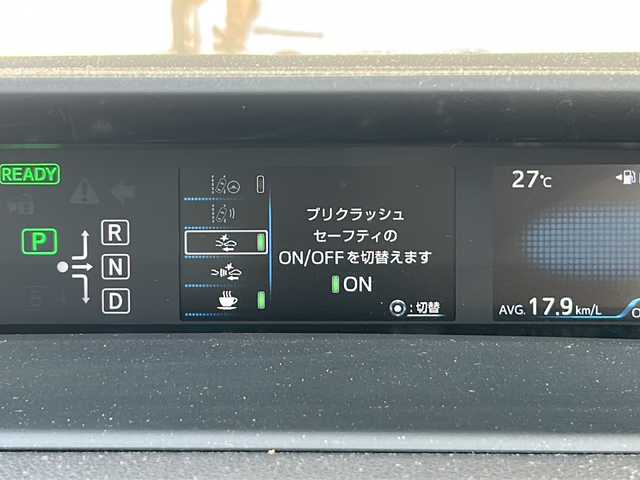 READY
P
R
N
D
プリクラッシュ
セーフティの
ON/OFFを切替えます
ON
:切替
27℃
AVG. 17.9 km/L